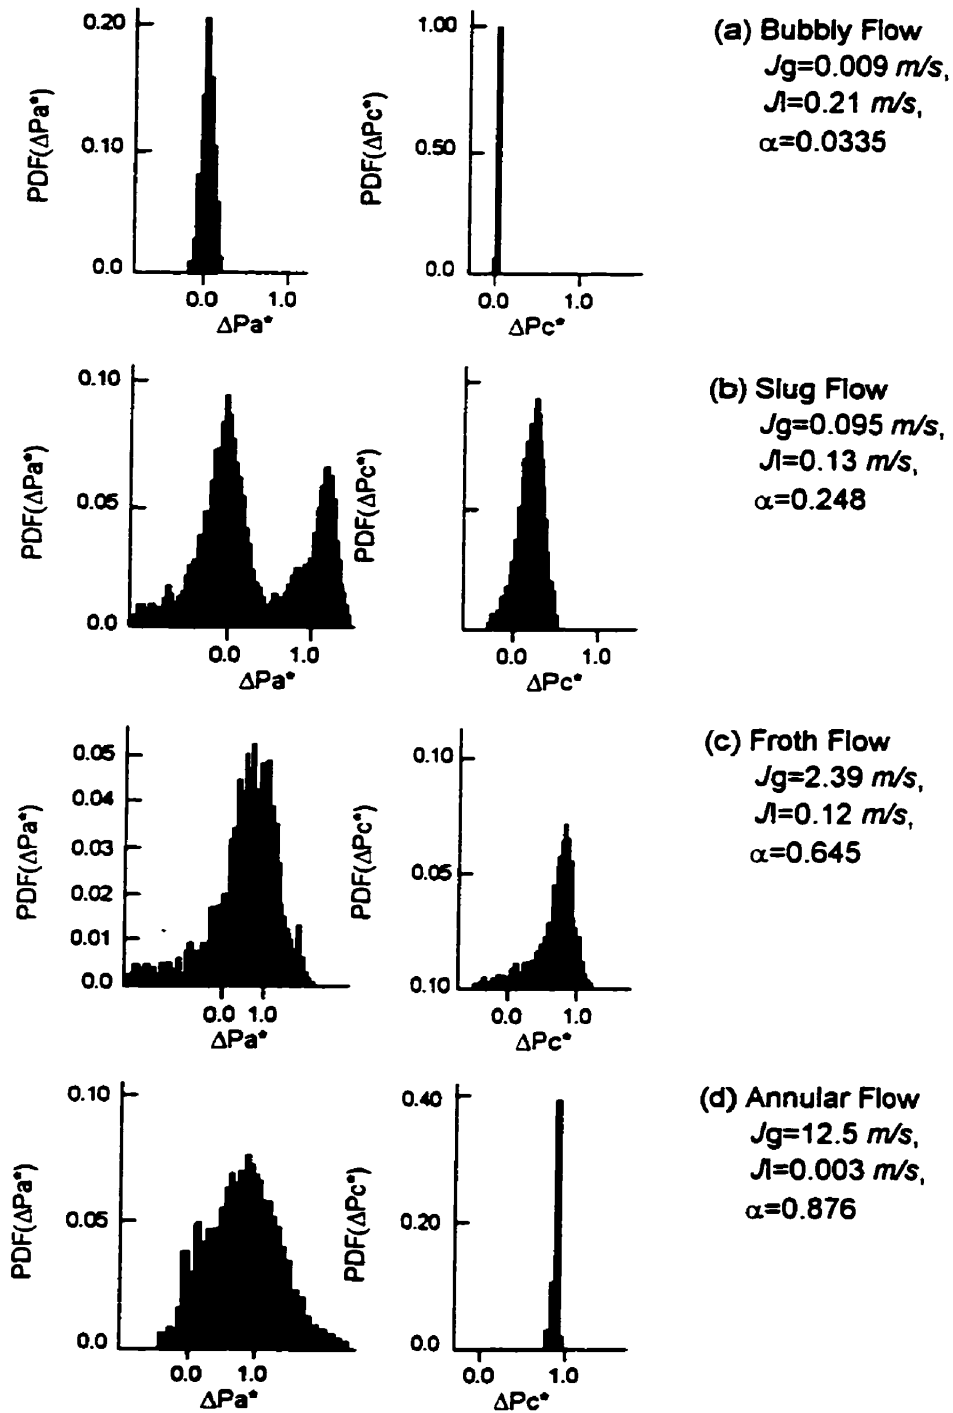 (a) Bubbly Flow
Jg=0.009 m/s,
Jl=0.21 m/s,
α=0.0335
PDF(ΔPa*)
0.20
0.10
0.0
0.0 1.0
ΔPa*
PDF(ΔPc*)
1.00
0.50
0.0
0.0 1.0
ΔPc*
(b) Slug Flow
Jg=0.095 m/s,
Jl=0.13 m/s,
α=0.248
PDF(ΔPa*)
0.10
0.05
0.0
0.0 1.0
ΔPa*
PDF(ΔPc*)
0.0 1.0
ΔPc*
(c) Froth Flow
Jg=2.39 m/s,
Jl=0.12 m/s,
α=0.645
PDF(ΔPa*)
0.05
0.04
0.03
0.02
0.01
0.0
0.0 1.0
ΔPa*
PDF(ΔPc*)
0.10
0.05
0.10
0.0 1.0
ΔPc*
(d) Annular Flow
Jg=12.5 m/s,
Jl=0.003 m/s,
α=0.876
PDF(ΔPa*)
0.10
0.05
0.0
0.0 1.0
ΔPa*
PDF(ΔPc*)
0.40
0.20
0.0
0.0 1.0
ΔPc*